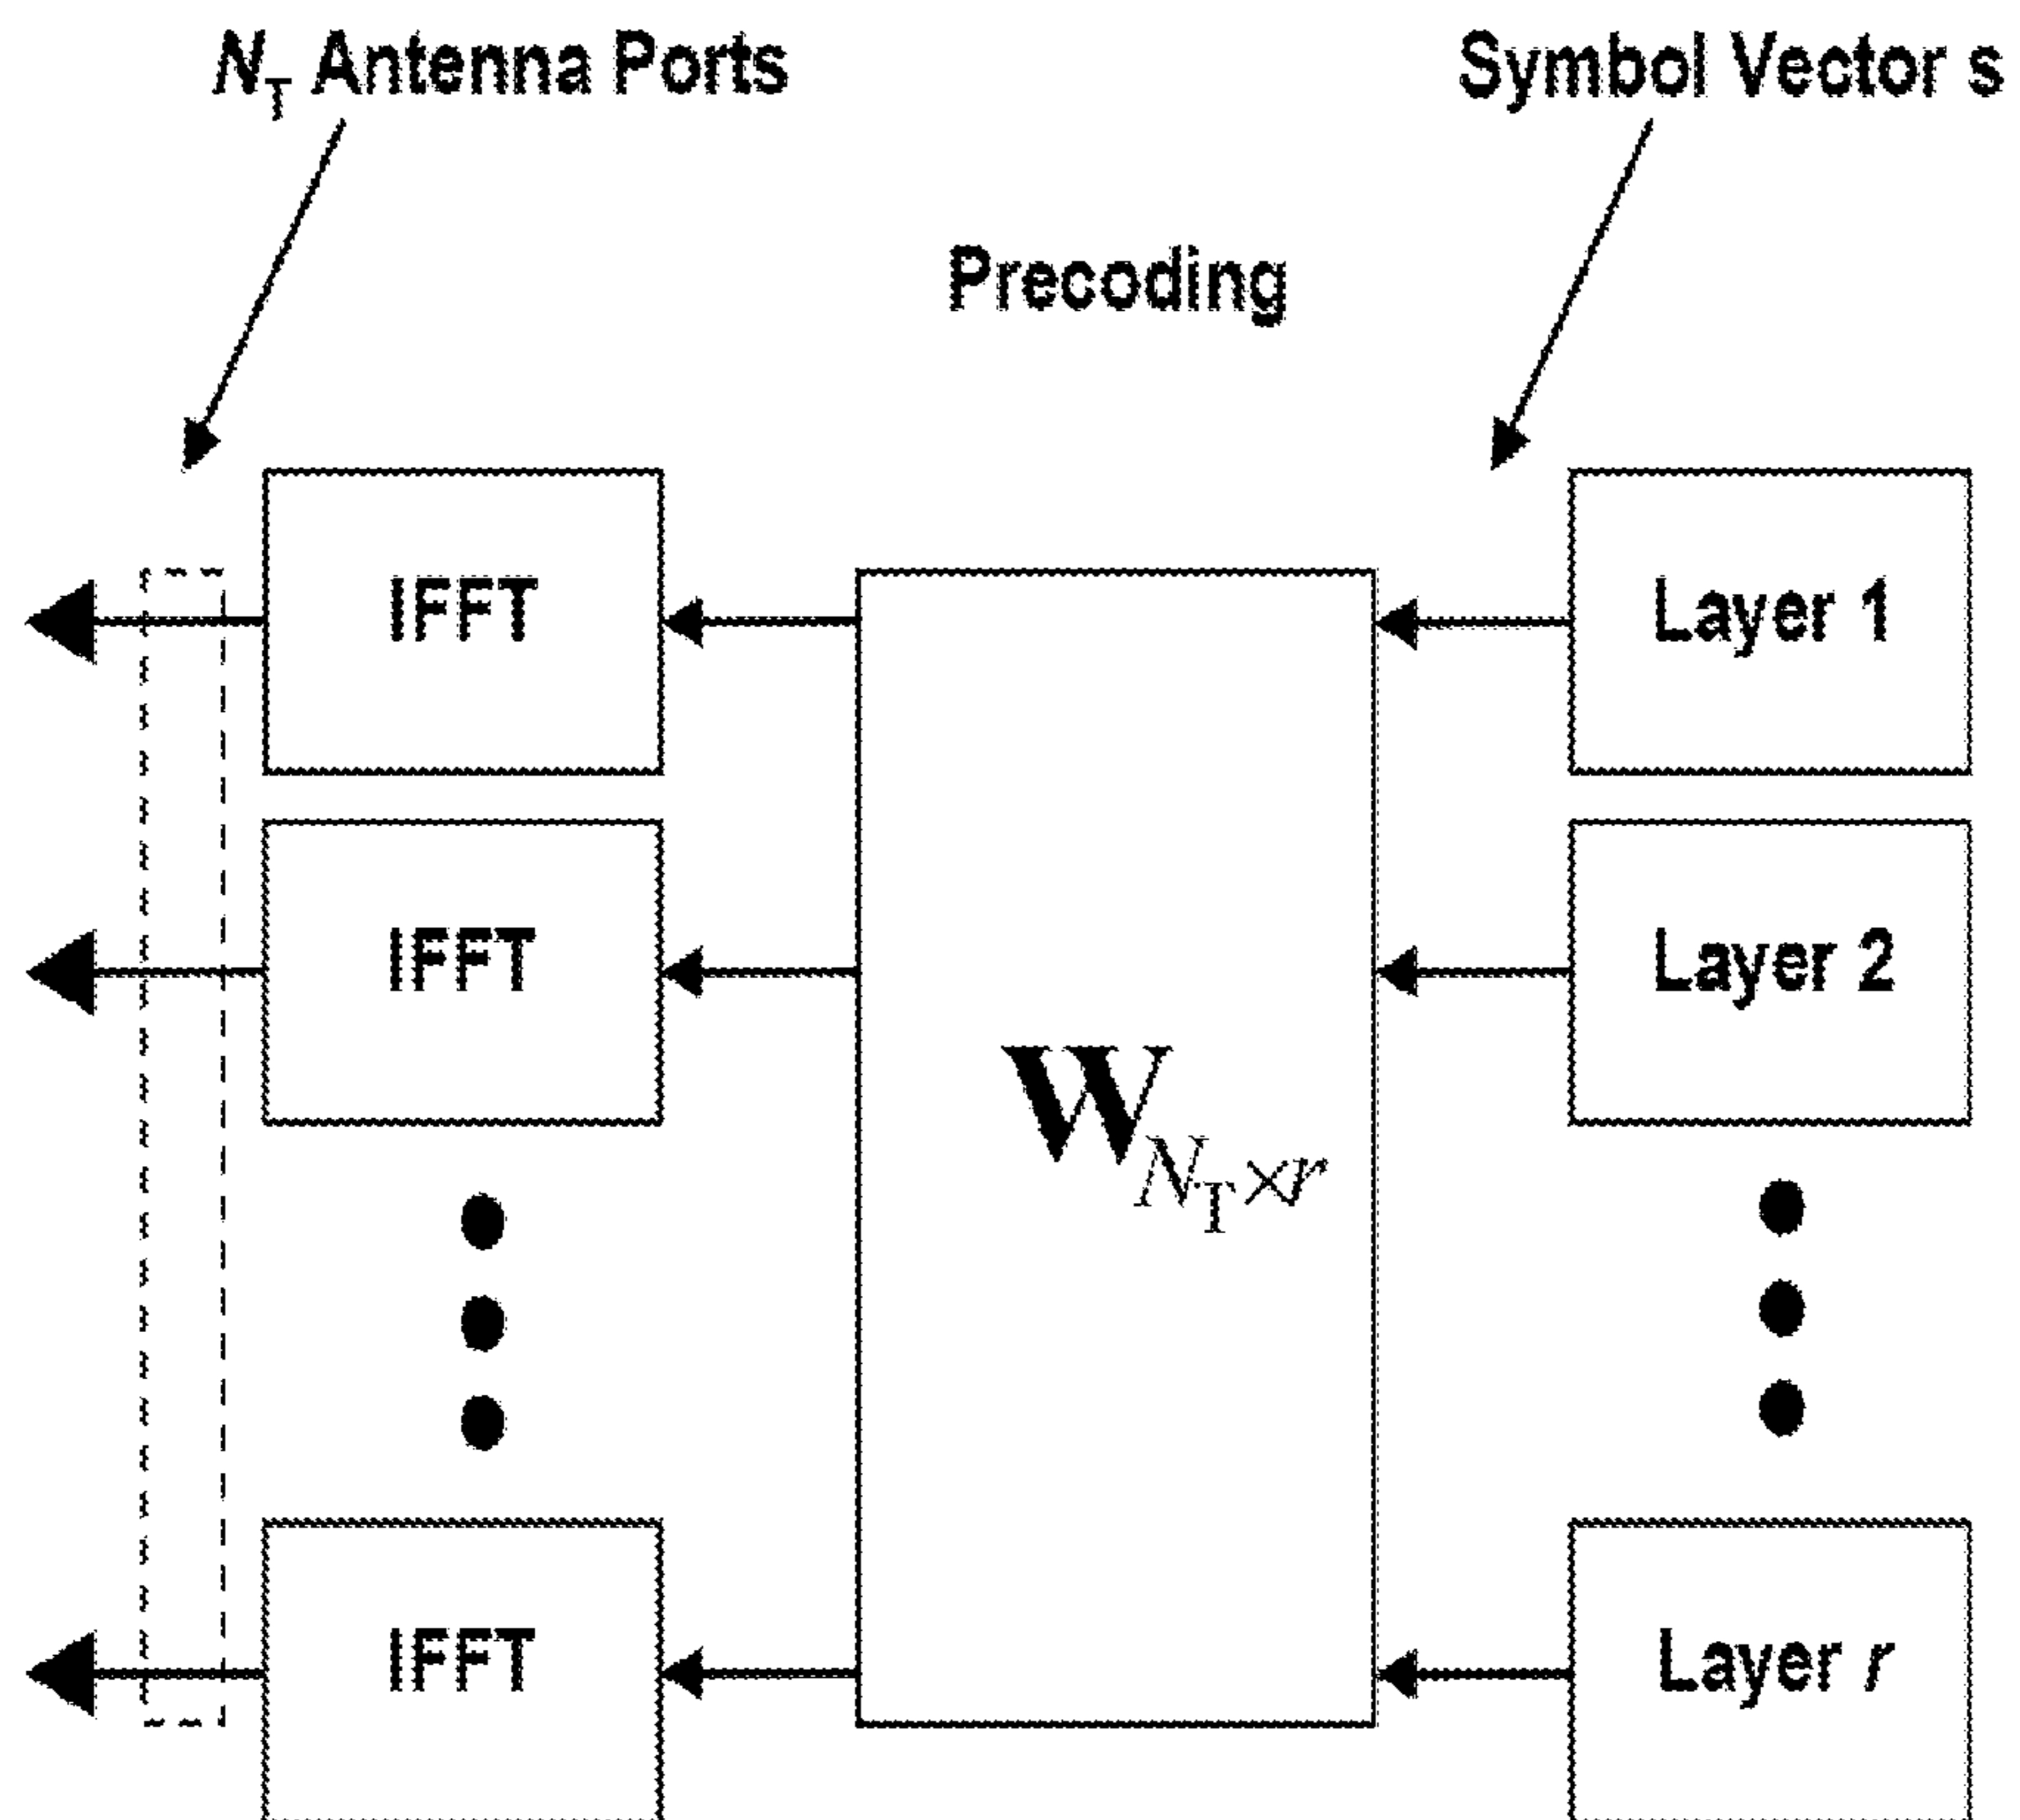 N_T Antenna Ports
Symbol Vector s
Precoding
IFFT
Layer 1
IFFT
Layer 2
W_{N_T×r}
IFFT
Layer r